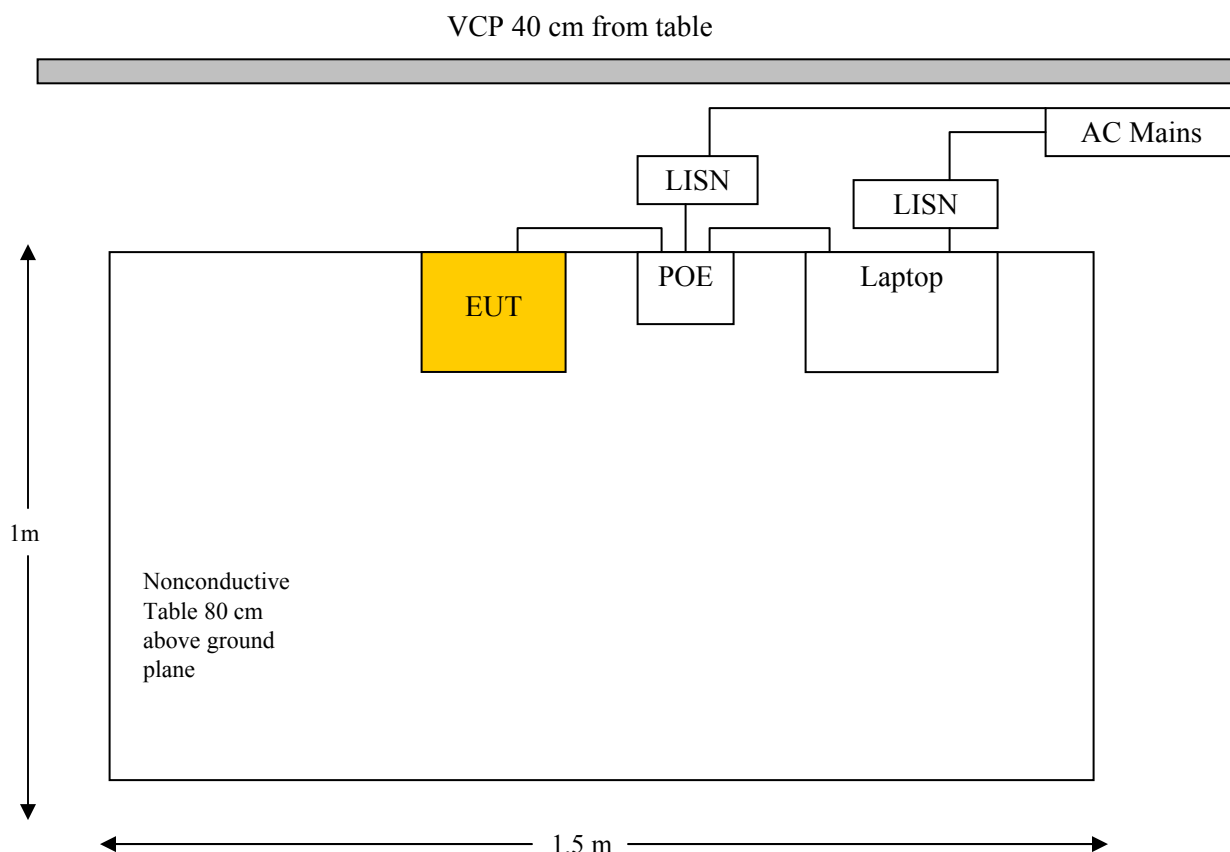 VCP 40 cm from table
AC Mains
LISN
LISN
POE
Laptop
EUT
1m
Nonconductive
Table 80 cm
above ground
plane
1.5 m